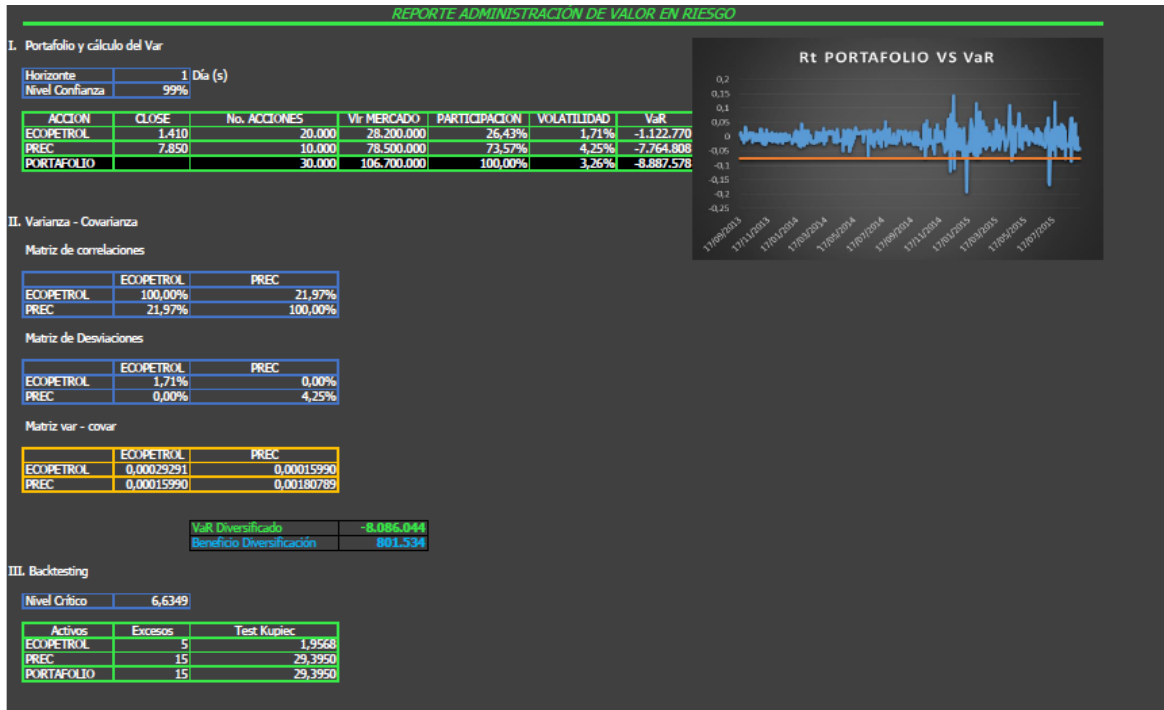 REPORTE ADMINISTRACIÓN DE VALOR EN RIESGO
I. Portafolio y cálculo del Var
Horizonte 1 Día (s)
Nivel Confianza 99%
ACCION CLOSE No. ACCIONES Vlr MERCADO PARTICIPACION VOLATILIDAD VaR
ECOPETROL 1.410 20.000 28.200.000 26,43% 1,71% -1.122.770
PREC 7.850 10.000 78.500.000 73,57% 4,25% -7.764.808
PORTAFOLIO 30.000 106.700.000 100,00% 3,26% -8.887.578
Rt PORTAFOLIO VS VaR
0,2
0,15
0,1
0,05
0
-0,05
-0,1
-0,15
-0,2
-0,25
17/09/2013 17/11/2013 17/01/2014 17/03/2014 17/05/2014 17/07/2014 17/09/2014 17/11/2014 17/01/2015 17/03/2015 17/05/2015 17/07/2015
II. Varianza - Covarianza
Matriz de correlaciones
ECOPETROL PREC
ECOPETROL 100,00% 21,97%
PREC 21,97% 100,00%
Matriz de Desviaciones
ECOPETROL PREC
ECOPETROL 1,71% 0,00%
PREC 0,00% 4,25%
Matriz var - covar
ECOPETROL PREC
ECOPETROL 0,00029291 0,00015990
PREC 0,00015990 0,00180789
VaR Diversificado -8.086.044
Beneficio Diversificación 801.534
III. Backtesting
Nivel Crítico 6,6349
Activos Excesos Test Kupiec
ECOPETROL 5 1,9568
PREC 15 29,3950
PORTAFOLIO 15 29,3950